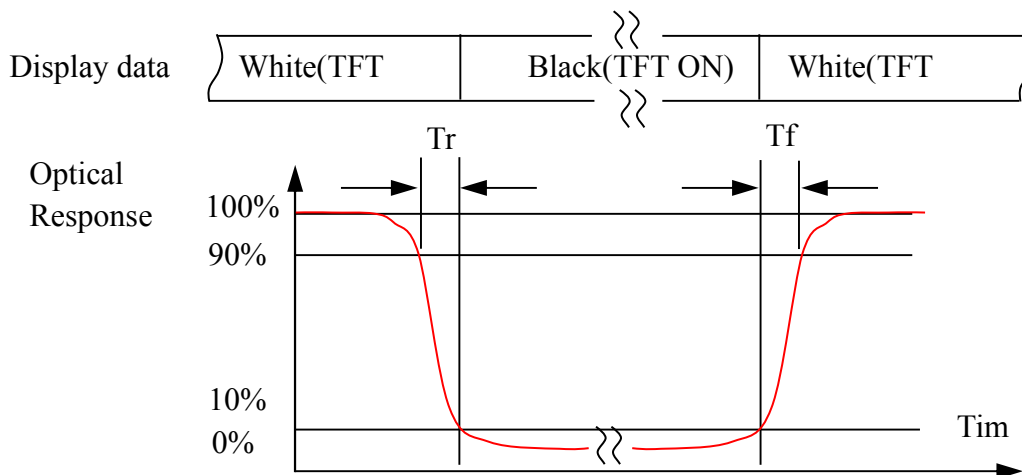 Display data White(TFT Black(TFT ON) White(TFT
Tr Tf
Optical
Response
100%
90%
10%
0%
Tim